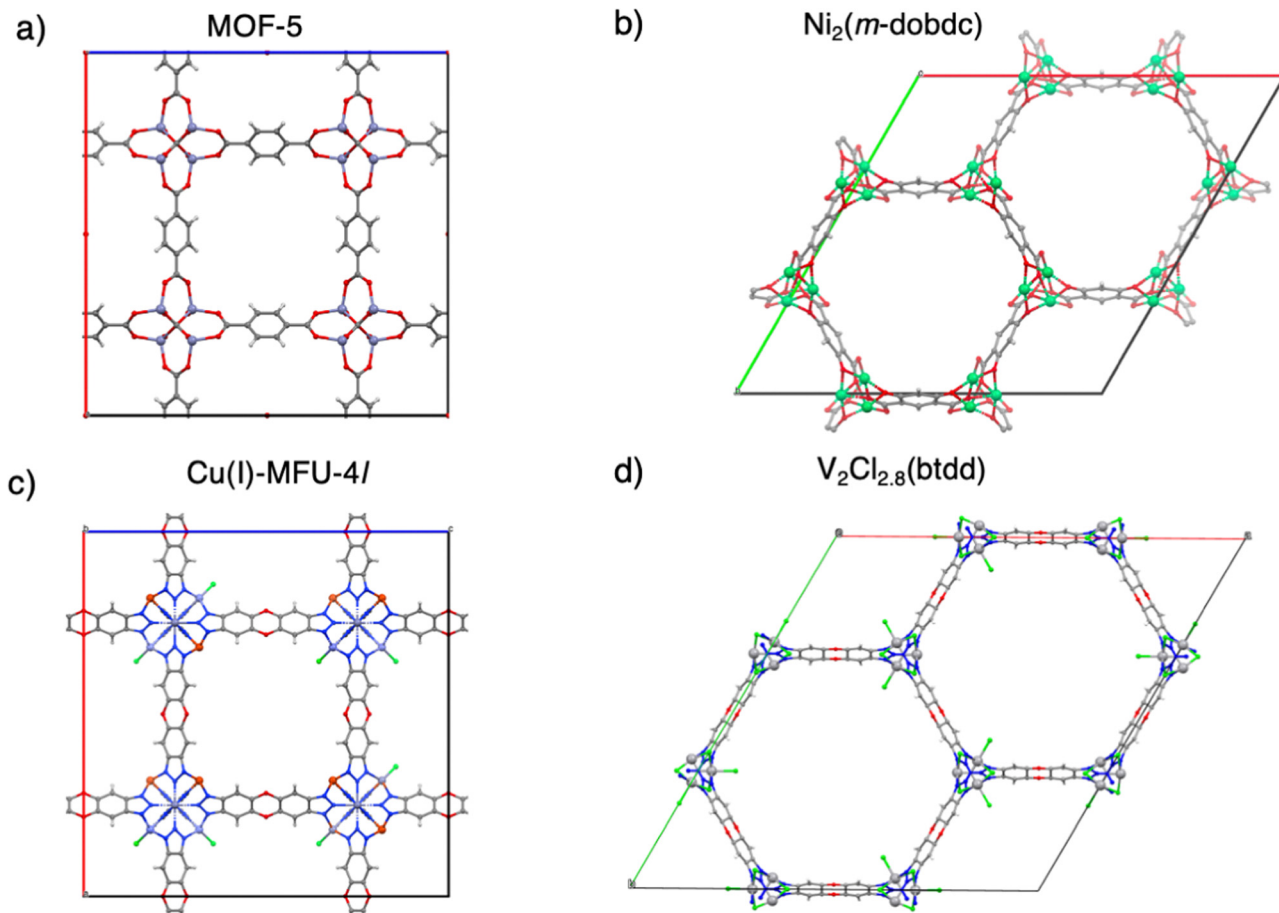 a)
MOF-5
b)
Ni₂(m-dobdc)
c)
Cu(I)-MFU-4l
d)
V₂Cl₂.₈(btdd)